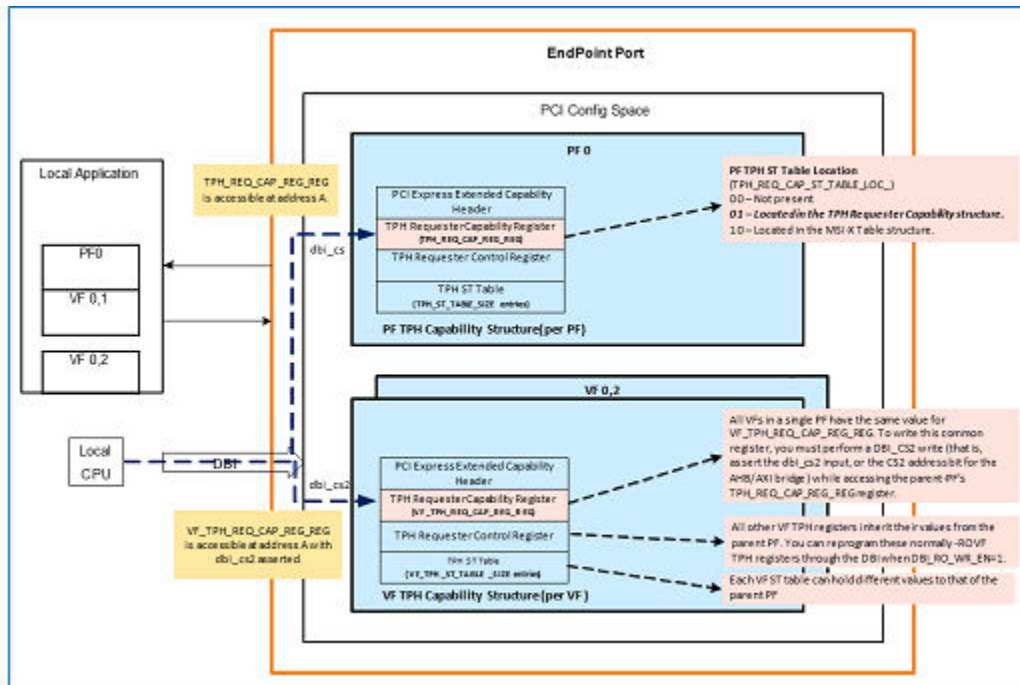 EndPoint Port
PCI Config Space
Local Application
PF0
VF 0,1
VF 0,2
Local
CPU
DBI
TPH_REQ_CAP_REG_REG
is accessible at address A.
dbi_cs
PF 0
PCI Express Extended Capability
Header
TPH Requester Capability Register
(TPH_REQ_CAP_REG_REG)
TPH Requester Control Register
TPH ST Table
(TPH_ST_TABLE_SIZE entries)
PF TPH Capability Structure(per PF)
PF TPH ST Table Location
(TPH_REQ_CAP_ST_TABLE_LOC_)
00 – Not present
01 – Located in the TPH Requester Capability structure.
10 – Located in the MSI-X Table structure.
VF_TPH_REQ_CAP_REG_REG
is accessible at address A with
dbi_cs2 asserted
dbi_cs2
VF 0,2
PCI Express Extended Capability
Header
TPH Requester Capability Register
(VF_TPH_REQ_CAP_REG_REG)
TPH Requester Control Register
TPH ST Table
(VF_TPH_ST_TABLE_SIZE entries)
VF TPH Capability Structure(per VF)
All VFs in a single PF have the same value for
VF_TPH_REQ_CAP_REG_REG. To write this common
register, you must perform a DBI_CS2 write (that is,
assert the dbi_cs2 input, or the CS2 address bit for the
AHB/AXI bridge) while accessing the parent-PF's
TPH_REQ_CAP_REG_REG register.
All other VF TPH registers inherit their values from the
parent PF. You can reprogram these normally-RO VF
TPH registers through the DBI when DBI_RO_WR_EN=1.
Each VF ST table can hold different values to that of the
parent PF